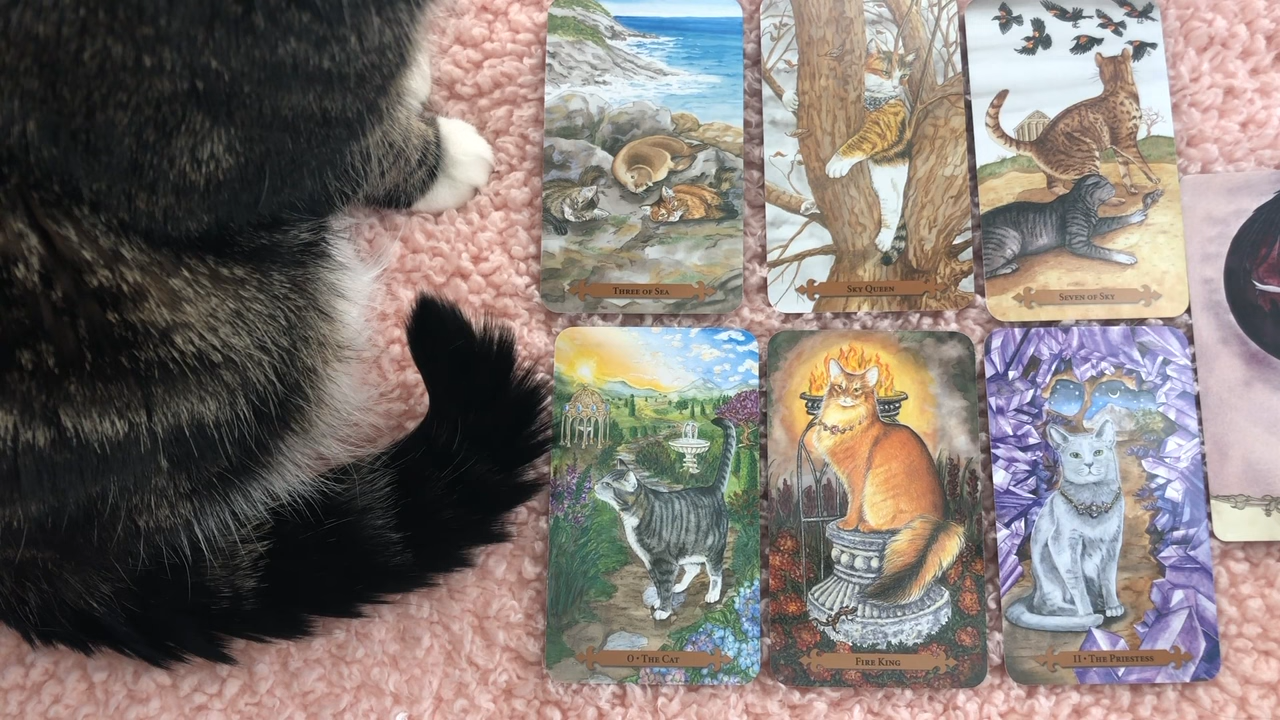 THREE OF SEA
SKY QUEEN
SEVEN OF SKY
0 • THE CAT
FIRE KING
II • THE PRIESTESS